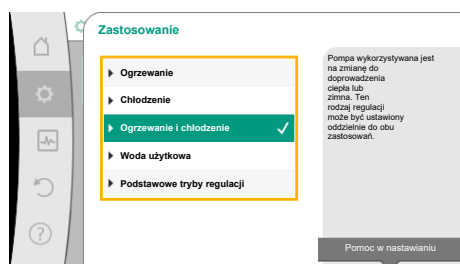 Zastosowanie
Ogrzewanie
Chłodzenie
Ogrzewanie i chłodzenie
Woda użytkowa
Podstawowe tryby regulacji
Pompa wykorzystywana jest
na zmianę do
doprowadzenia
ciepła lub
zimna. Ten
rodzaj regulacji
może być ustawiony
oddzielnie do obu
zastosowań.
Pomoc w nastawianiu